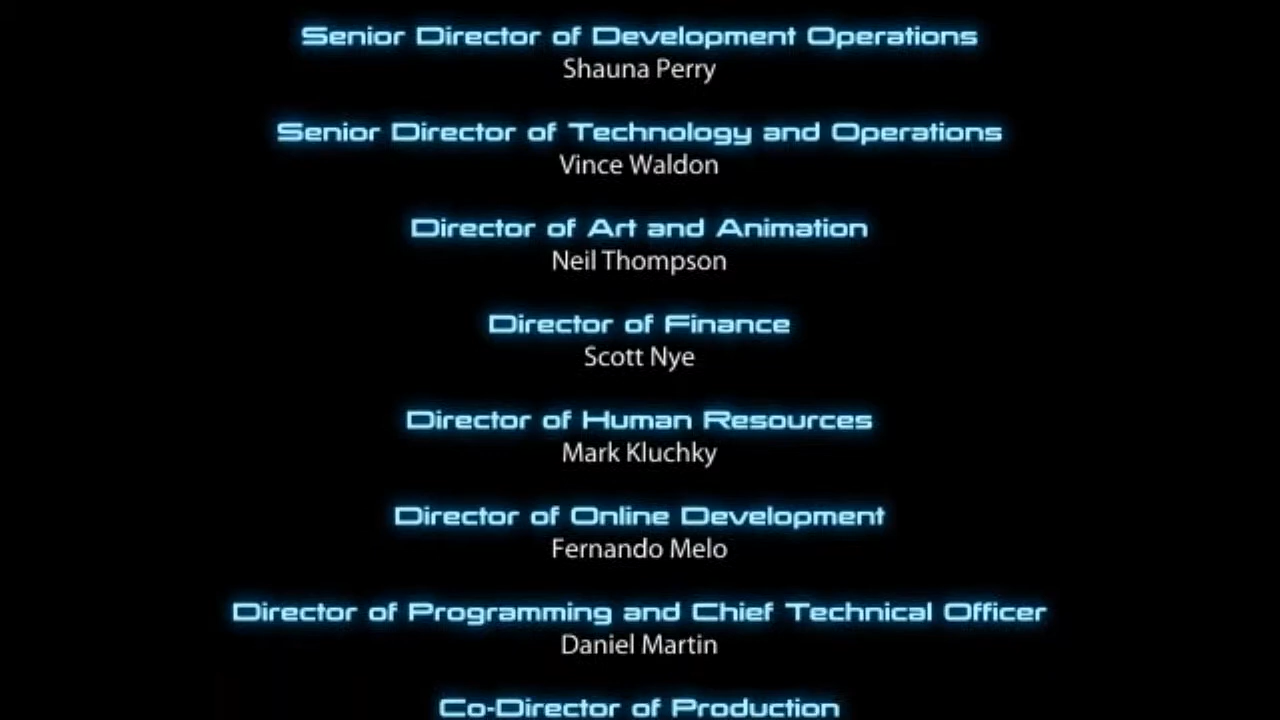 Senior Director of Development Operations
Shauna Perry
Senior Director of Technology and Operations
Vince Waldon
Director of Art and Animation
Neil Thompson
Director of Finance
Scott Nye
Director of Human Resources
Mark Kluchky
Director of Online Development
Fernando Melo
Director of Programming and Chief Technical Officer
Daniel Martin
Co-Director of Production